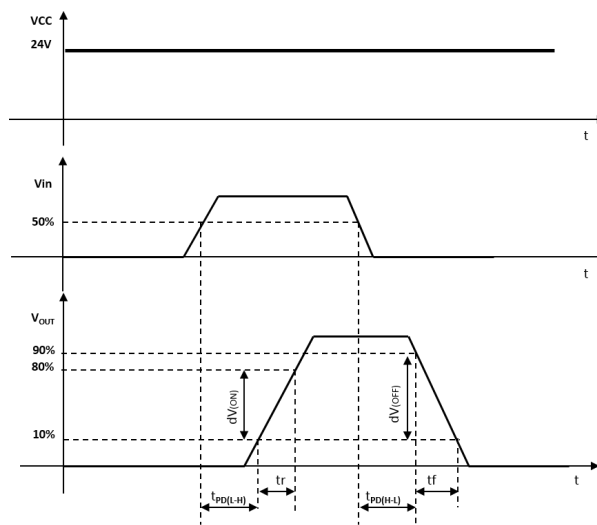 VCC
24V
t
Vin
50%
t
VOUT
90%
80%
dV(ON)
dV(OFF)
10%
tPD(L-H)
tr
tPD(H-L)
tf
t